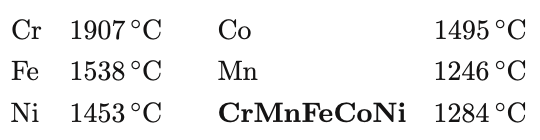 Cr 1907 °C Co 1495 °C
Fe 1538 °C Mn 1246 °C
Ni 1453 °C CrMnFeCoNi 1284 °C